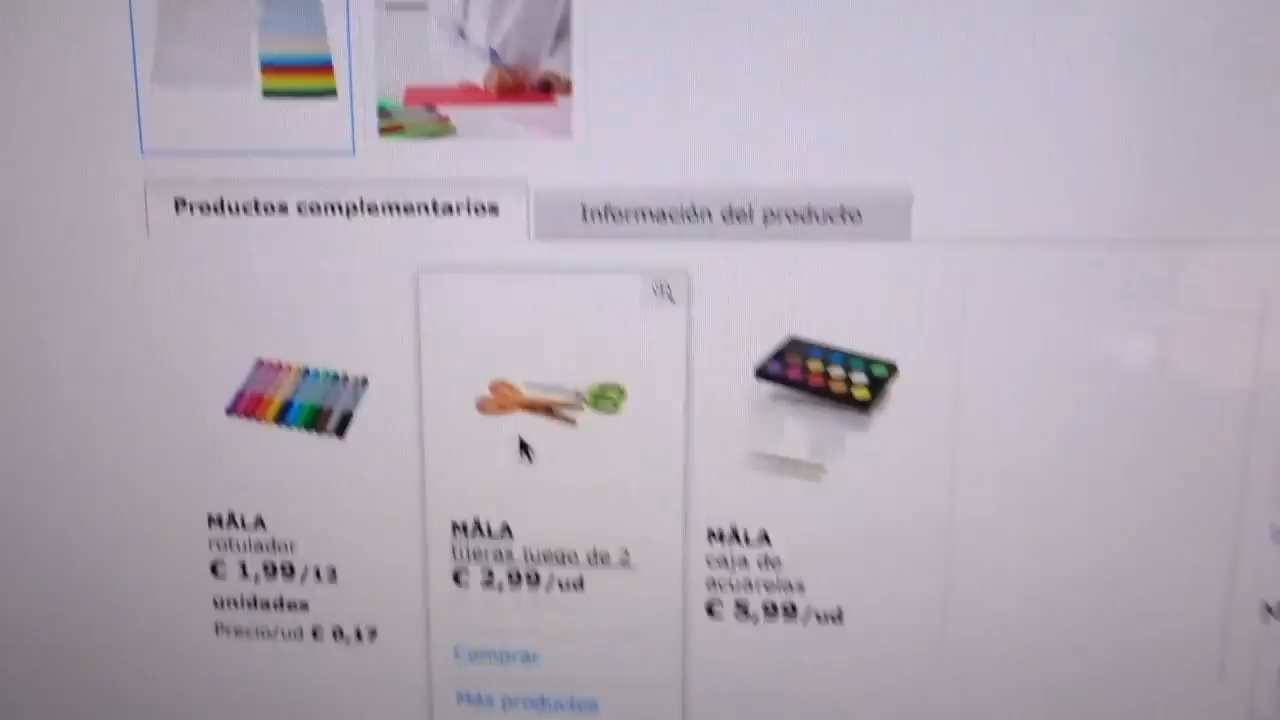 Productos complementarios
Información del producto
MÅLA
rotulador
€ 1,99/12
unidades
Precio/ud € 0,17
MÅLA
tijeras juego de 2
€ 2,99/ud
Comprar
Más productos
MÅLA
caja de
acuarelas
€ 5,99/ud